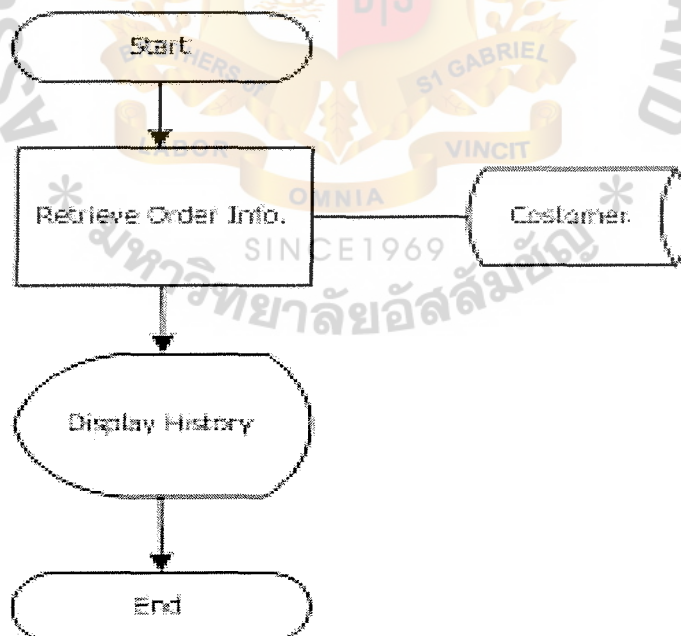 Start
BROTHERS OF
S1 GABRIEL
LABOR
VINCIT
Retrieve Order Info.
Costomer
OMNIA
SINCE1969
มหาวิทยาลัยอัสสัมชัญ
Display History
End